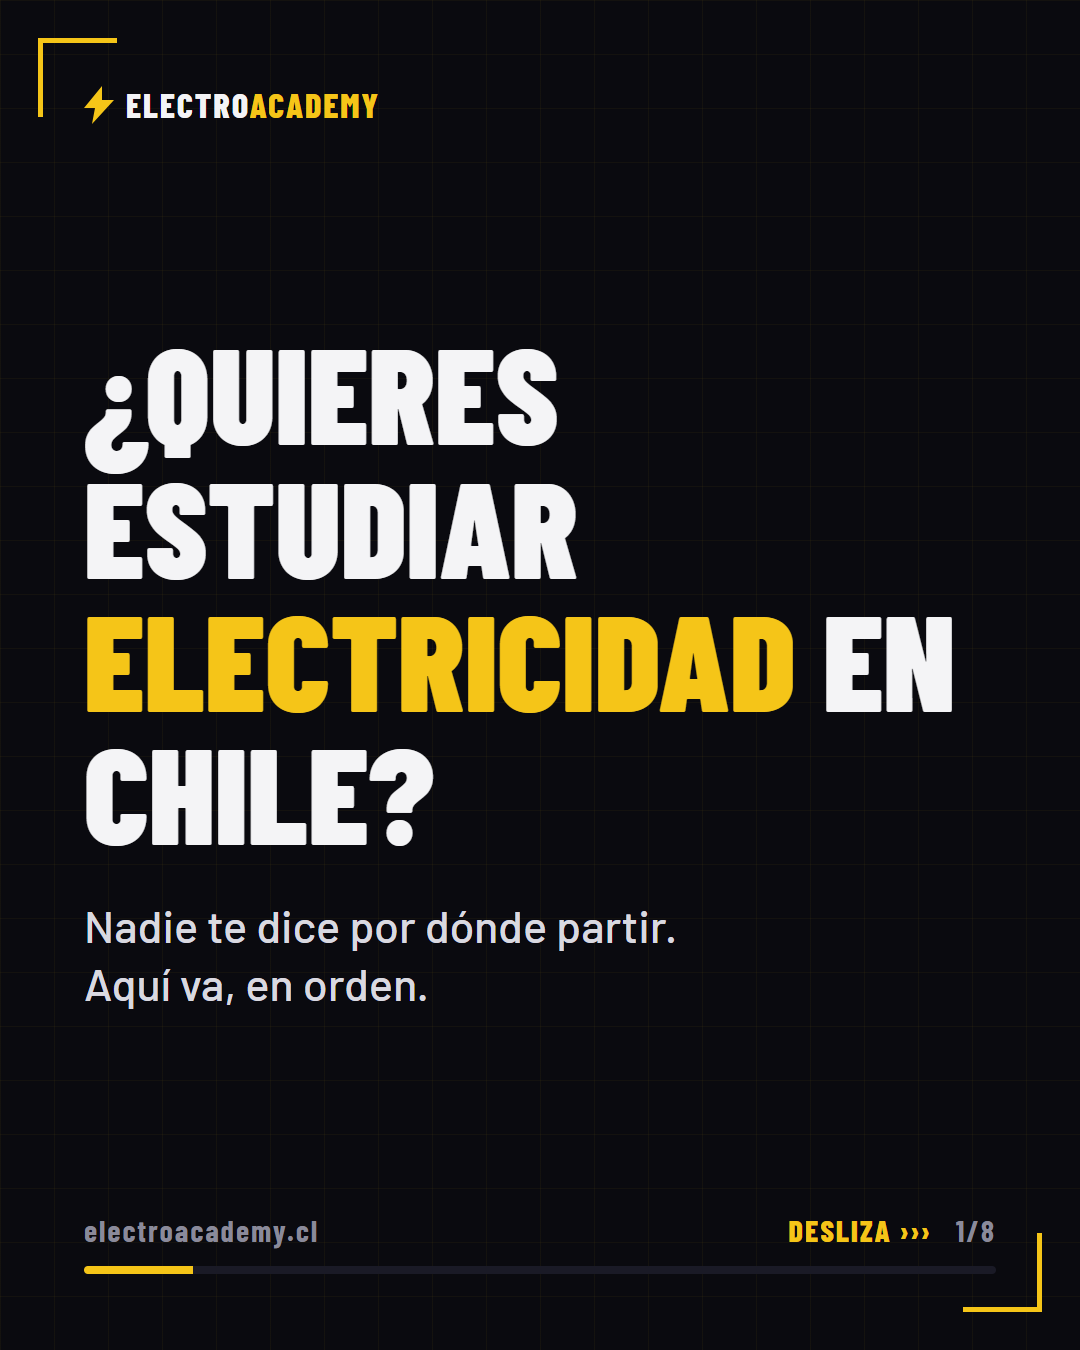 ELECTROACADEMY
¿QUIERES
ESTUDIAR
ELECTRICIDAD EN
CHILE?
Nadie te dice por dónde partir.
Aquí va, en orden.
electroacademy.cl
DESLIZA ››› 1/8